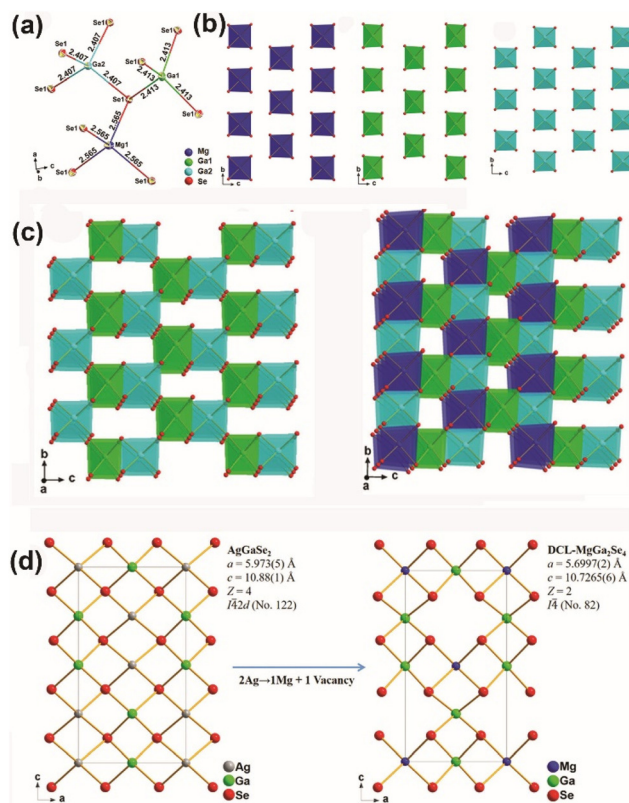 (a)
Se1
Se1
Se1
2.407
2.407
2.407
Ga2
Se1
2.407
Se1
2.413
2.413
Ga1
2.413
2.413
Se1
Se1
2.565
Se1
2.565
Mg1
2.565
Se1
Se1
a
b
c
Mg
Ga1
Ga2
Se
(b)
b
c
b
c
b
c
(c)
b
a
c
b
a
c
(d)
AgGaSe2
a = 5.973(5) Å
c = 10.88(1) Å
Z = 4
I4̅2d (No. 122)
2Ag→1Mg + 1 Vacancy
DCL-MgGa2Se4
a = 5.6997(2) Å
c = 10.7265(6) Å
Z = 2
I4̅ (No. 82)
c
a
Ag
Ga
Se
c
a
Mg
Ga
Se